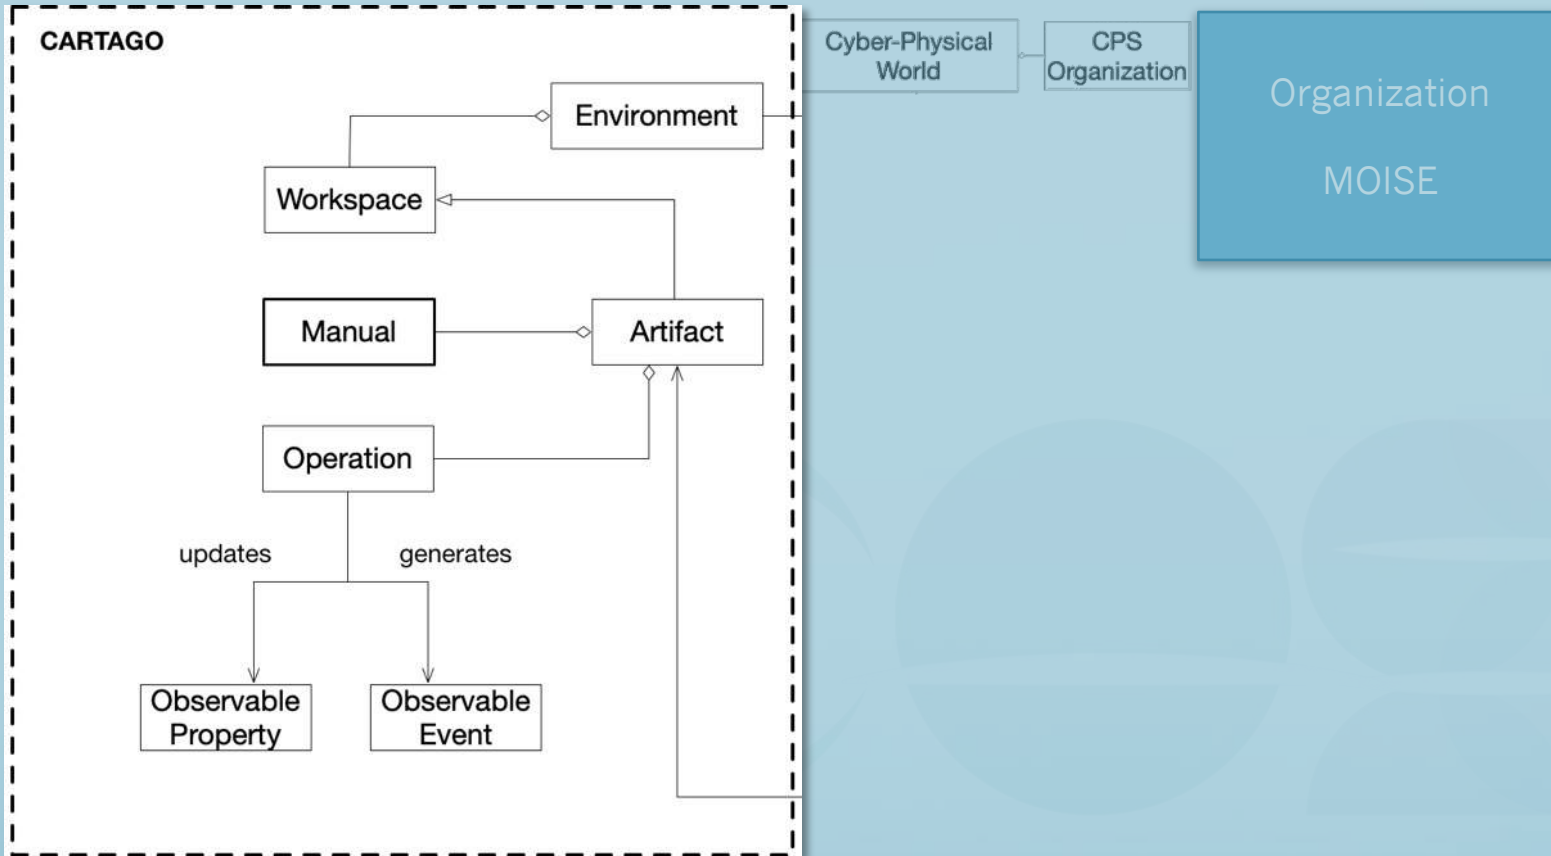 CARTAGO
Cyber-Physical
World
CPS
Organization
Organization
MOISE
Environment
Workspace
Manual
Artifact
Operation
updates
generates
Observable
Property
Observable
Event